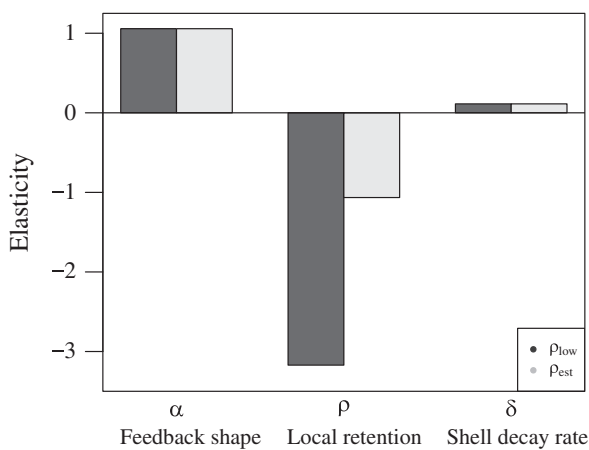 1
0
−1
−2
−3
Elasticity
ρlow
ρest
α ρ δ
Feedback shape Local retention Shell decay rate